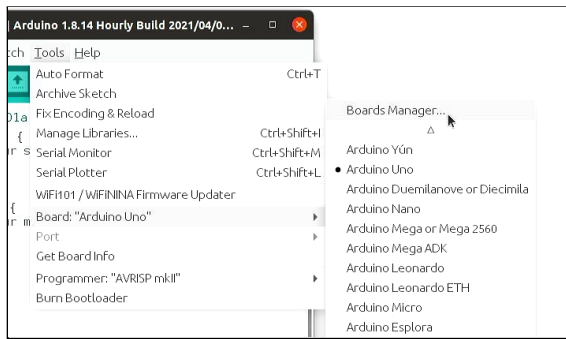 | Arduino 1.8.14 Hourly Build 2021/04/0...
tch Tools Help
Auto Format Ctrl+T
Archive Sketch
Fix Encoding & Reload
Manage Libraries... Ctrl+Shift+I
Serial Monitor Ctrl+Shift+M
Serial Plotter Ctrl+Shift+L
WiFi101 / WiFiNINA Firmware Updater
Board: "Arduino Uno"
Port
Get Board Info
Programmer: "AVRISP mkII"
Burn Bootloader
Boards Manager...
Arduino Yún
Arduino Uno
Arduino Duemilanove or Diecimila
Arduino Nano
Arduino Mega or Mega 2560
Arduino Mega ADK
Arduino Leonardo
Arduino Leonardo ETH
Arduino Micro
Arduino Esplora